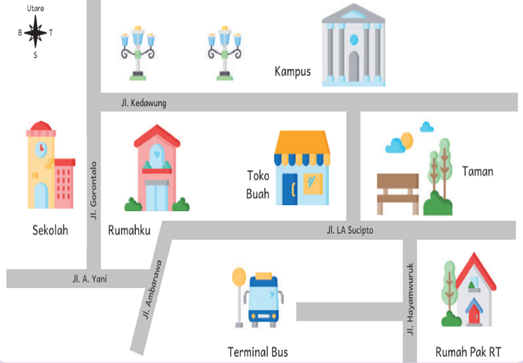 Utara
B T
S
Kampus
Jl. Kedawung
Jl. Gorontalo
Toko
Buah
Taman
Sekolah
Rumahku
Jl. LA Sucipto
Jl. A. Yani
Jl. Ambarawa
Jl. Hayamwuruk
Terminal Bus
Rumah Pak RT